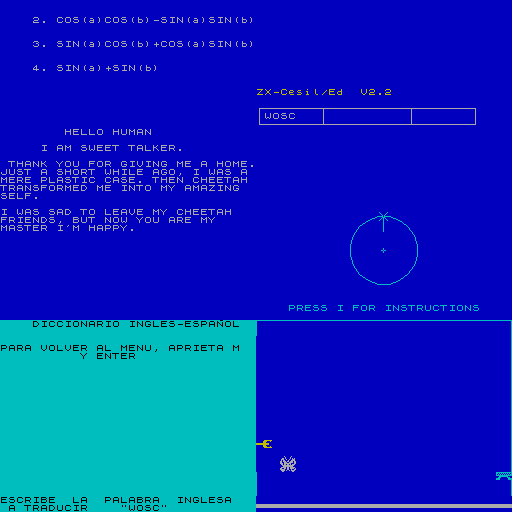 2. COS(a)COS(b)-SIN(a)SIN(b)
3. SIN(a)COS(b)+COS(a)SIN(b)
4. SIN(a)+SIN(b)
ZX-Cesil/Ed V2.2
WOSC
HELLO HUMAN
I AM SWEET TALKER.
THANK YOU FOR GIVING ME A HOME.
JUST A SHORT WHILE AGO, I WAS A
MERE PLASTIC CASE. THEN CHEETAH
TRANSFORMED ME INTO MY AMAZING
SELF.
I WAS SAD TO LEAVE MY CHEETAH
FRIENDS, BUT NOW YOU ARE MY
MASTER I'M HAPPY.
PRESS I FOR INSTRUCTIONS
DICCIONARIO INGLES-ESPAÑOL
PARA VOLVER AL MENU, APRIETA M
Y ENTER
ESCRIBE LA PALABRA INGLESA
A TRADUCIR "WOSC"